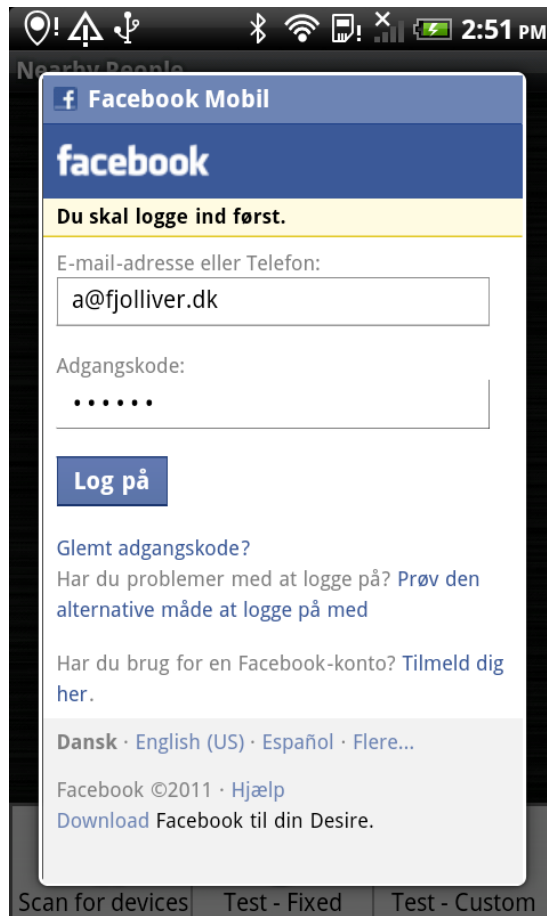 2:51 PM
Nearby People
Facebook Mobil
facebook
Du skal logge ind først.
E-mail-adresse eller Telefon:
a@fjolliver.dk
Adgangskode:
••••••
Log på
Glemt adgangskode?
Har du problemer med at logge på? Prøv den
alternative måde at logge på med
Har du brug for en Facebook-konto? Tilmeld dig
her.
Dansk · English (US) · Español · Flere...
Facebook ©2011 · Hjælp
Download Facebook til din Desire.
Scan for devices
Test - Fixed
Test - Custom